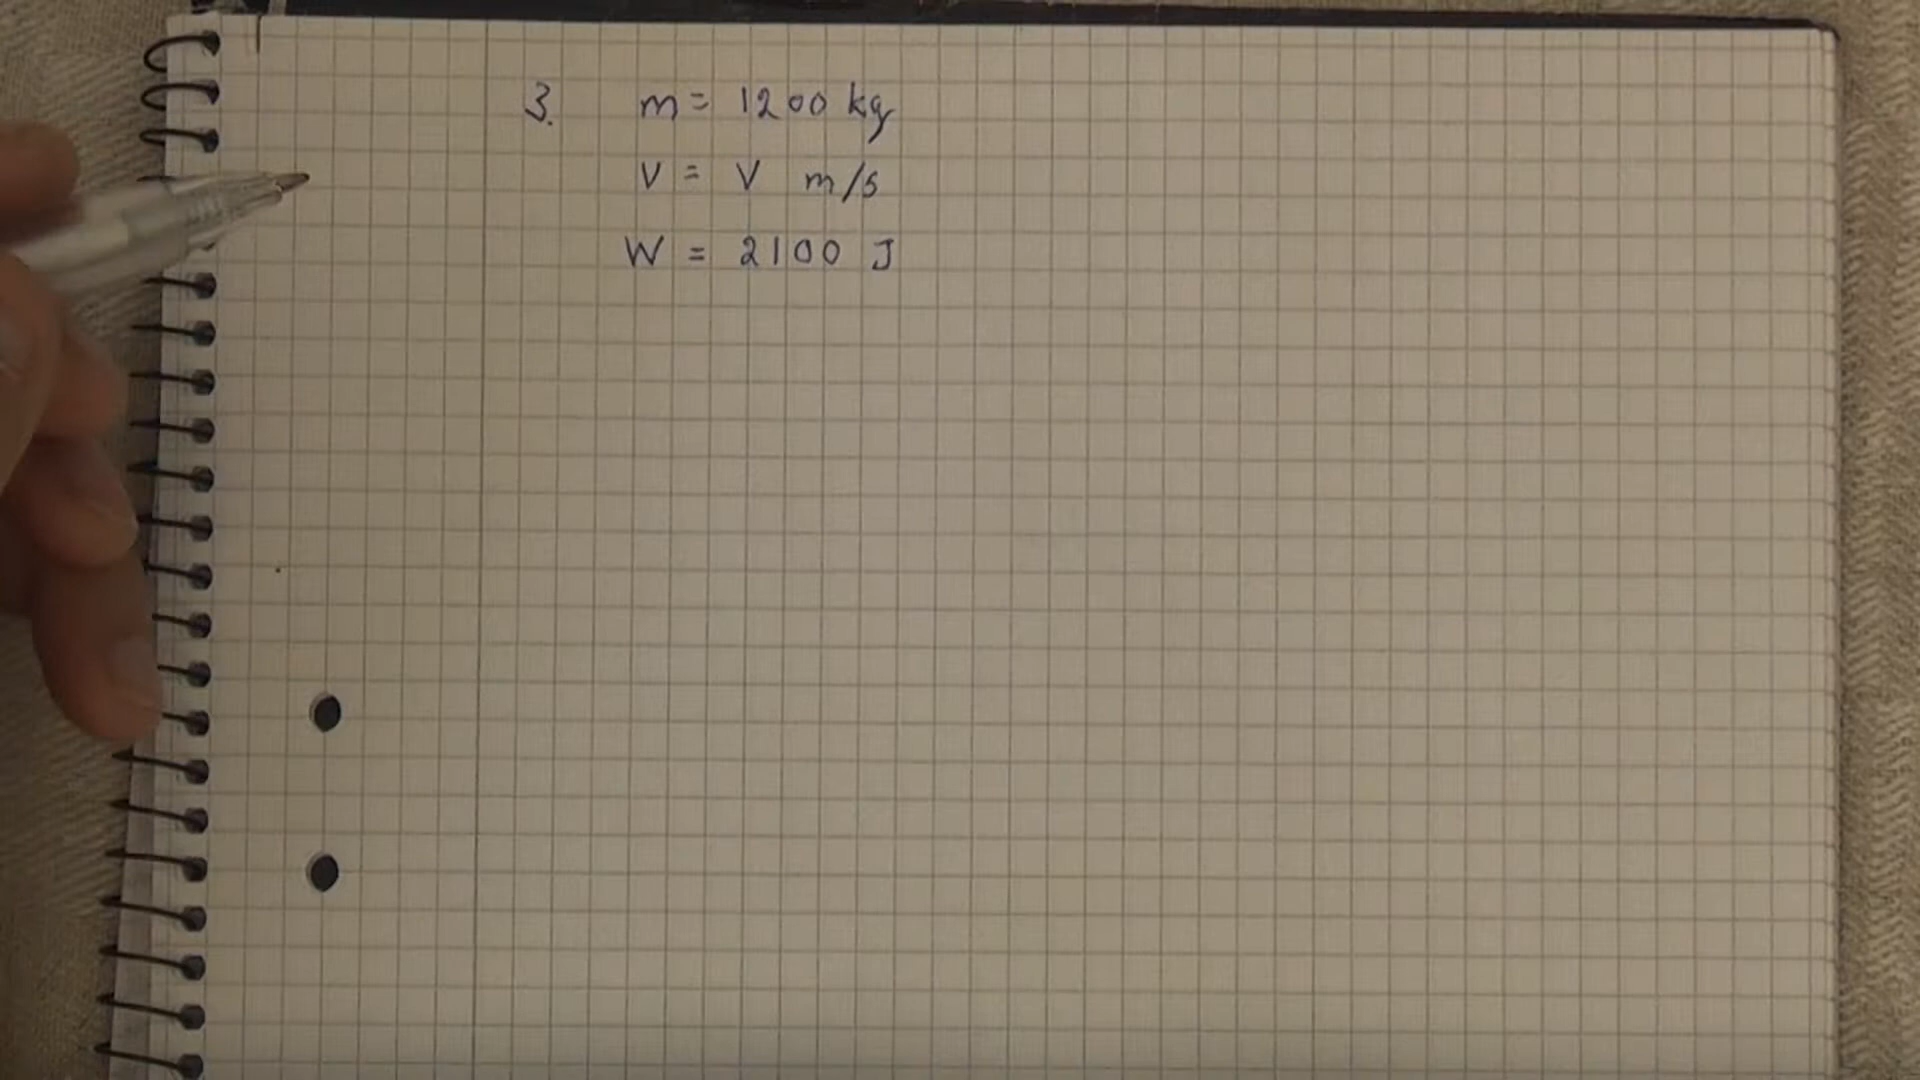 3. m = 1200 kg
v = v m/s
W = 2100 J